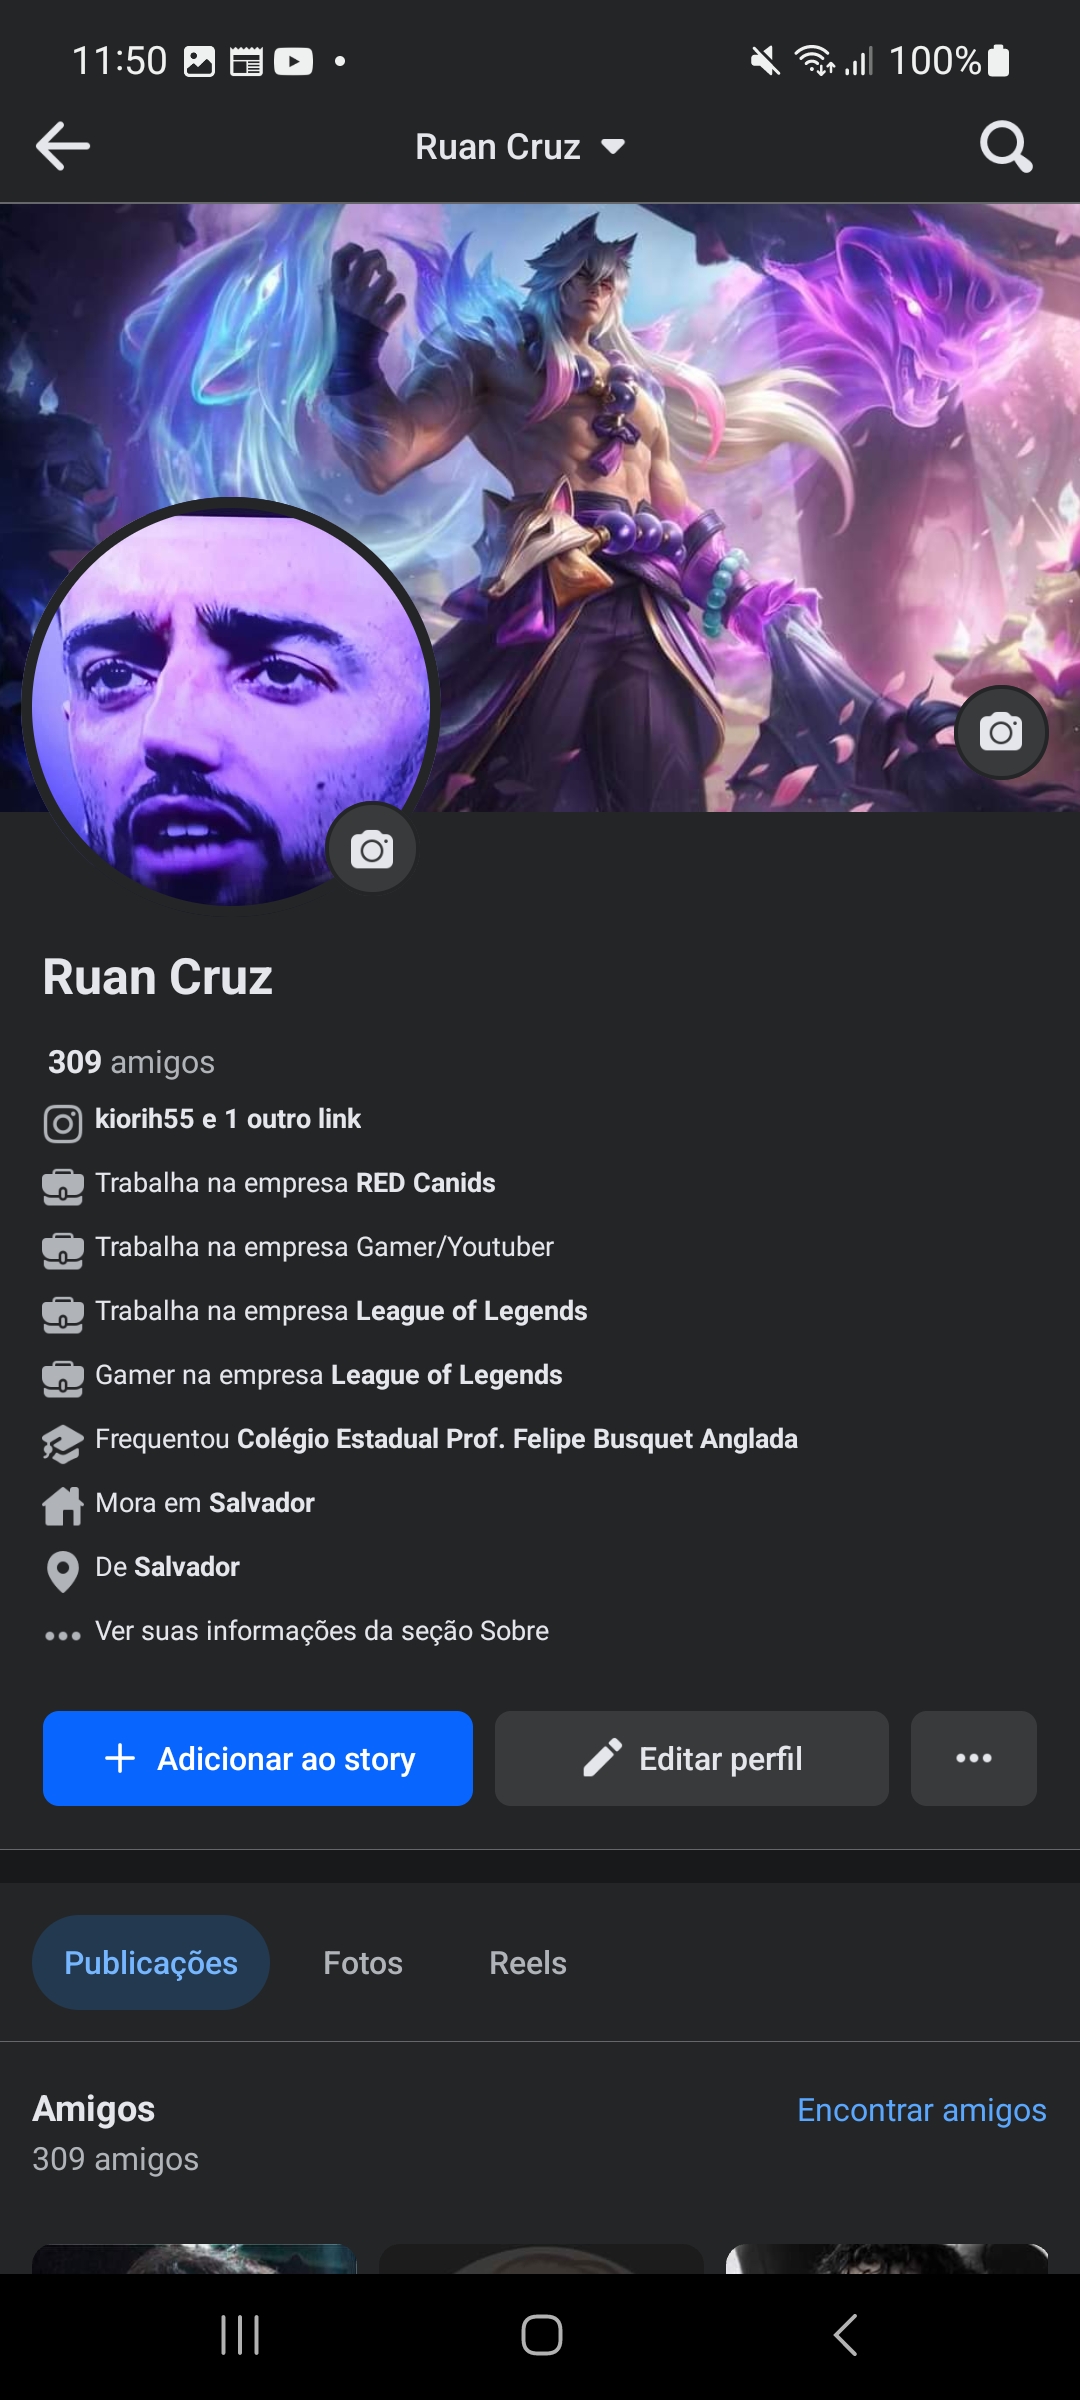 11:50
100%
Ruan Cruz
Ruan Cruz
309 amigos
kiorih55 e 1 outro link
Trabalha na empresa RED Canids
Trabalha na empresa Gamer/Youtuber
Trabalha na empresa League of Legends
Gamer na empresa League of Legends
Frequentou Colégio Estadual Prof. Felipe Busquet Anglada
Mora em Salvador
De Salvador
Ver suas informações da seção Sobre
Adicionar ao story
Editar perfil
Publicações
Fotos
Reels
Amigos
Encontrar amigos
309 amigos